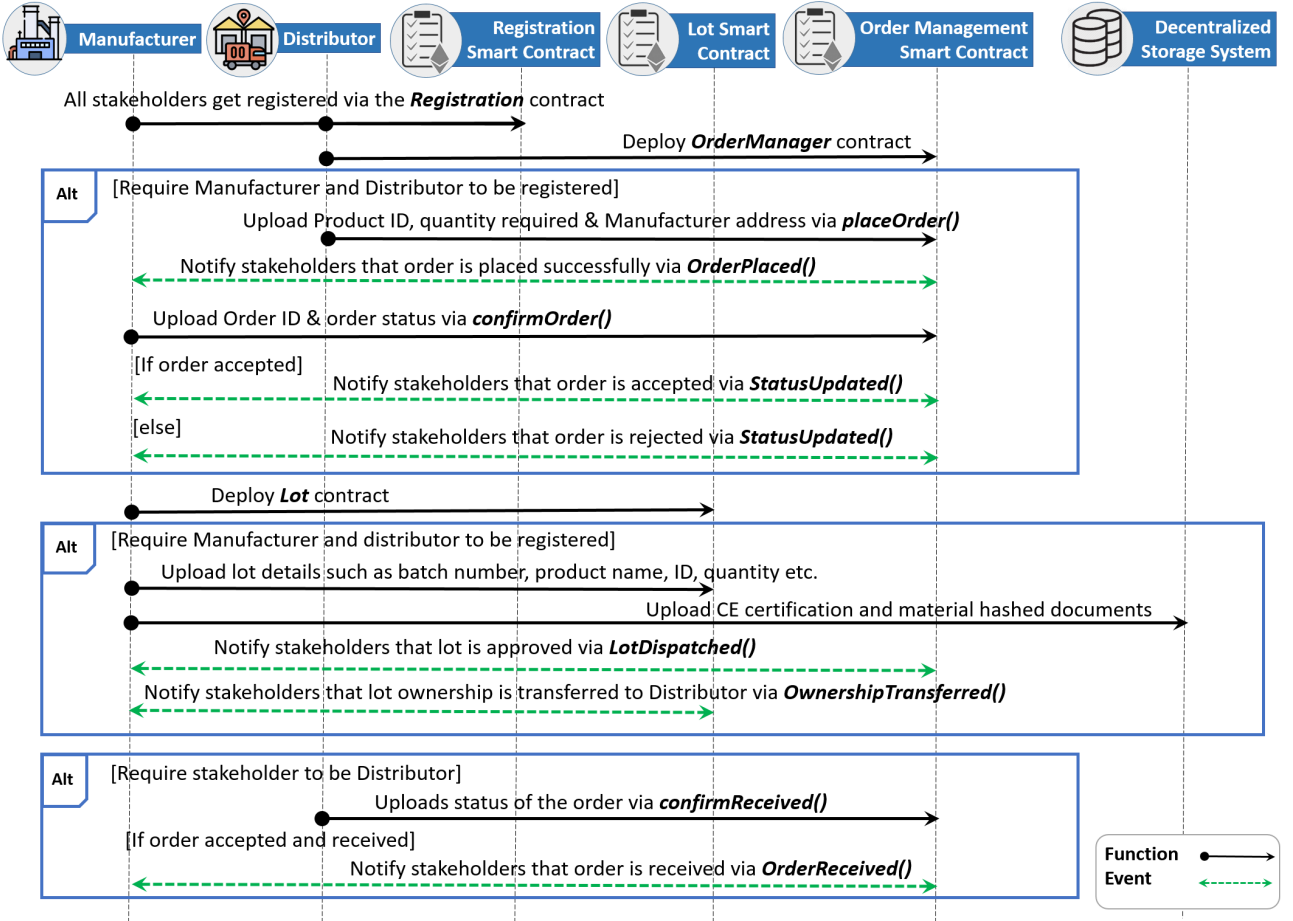 Manufacturer
Distributor
Registration
Smart Contract
Lot Smart
Contract
Order Management
Smart Contract
Decentralized
Storage System
All stakeholders get registered via the Registration contract
Deploy OrderManager contract
Alt
[Require Manufacturer and Distributor to be registered]
Upload Product ID, quantity required & Manufacturer address via placeOrder()
Notify stakeholders that order is placed successfully via OrderPlaced()
Upload Order ID & order status via confirmOrder()
[If order accepted]
Notify stakeholders that order is accepted via StatusUpdated()
[else]
Notify stakeholders that order is rejected via StatusUpdated()
Deploy Lot contract
Alt
[Require Manufacturer and distributor to be registered]
Upload lot details such as batch number, product name, ID, quantity etc.
Upload CE certification and material hashed documents
Notify stakeholders that lot is approved via LotDispatched()
Notify stakeholders that lot ownership is transferred to Distributor via OwnershipTransferred()
Alt
[Require stakeholder to be Distributor]
Uploads status of the order via confirmReceived()
[If order accepted and received]
Notify stakeholders that order is received via OrderReceived()
Function
Event